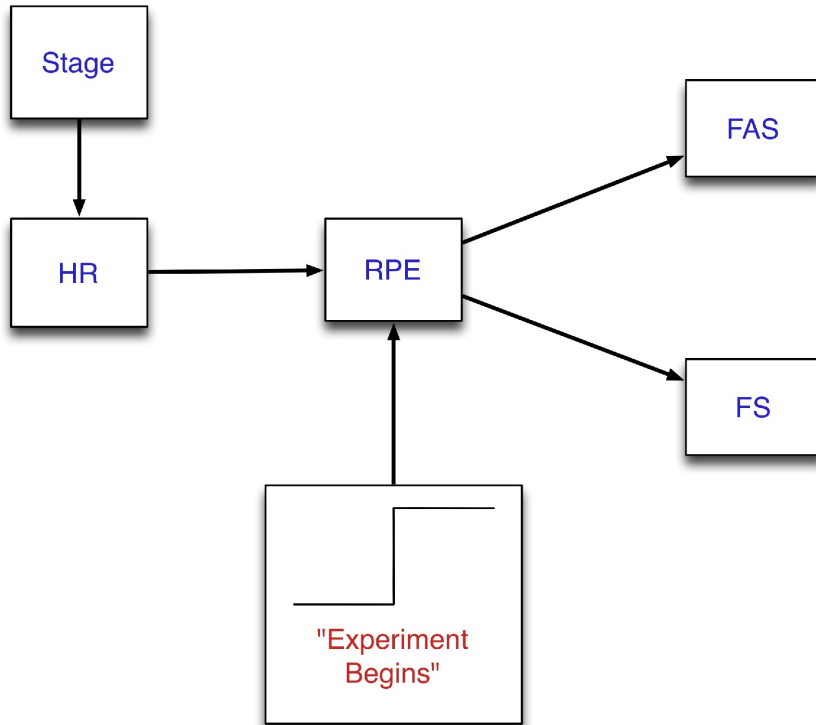 Stage
FAS
HR
RPE
FS
"Experiment
Begins"